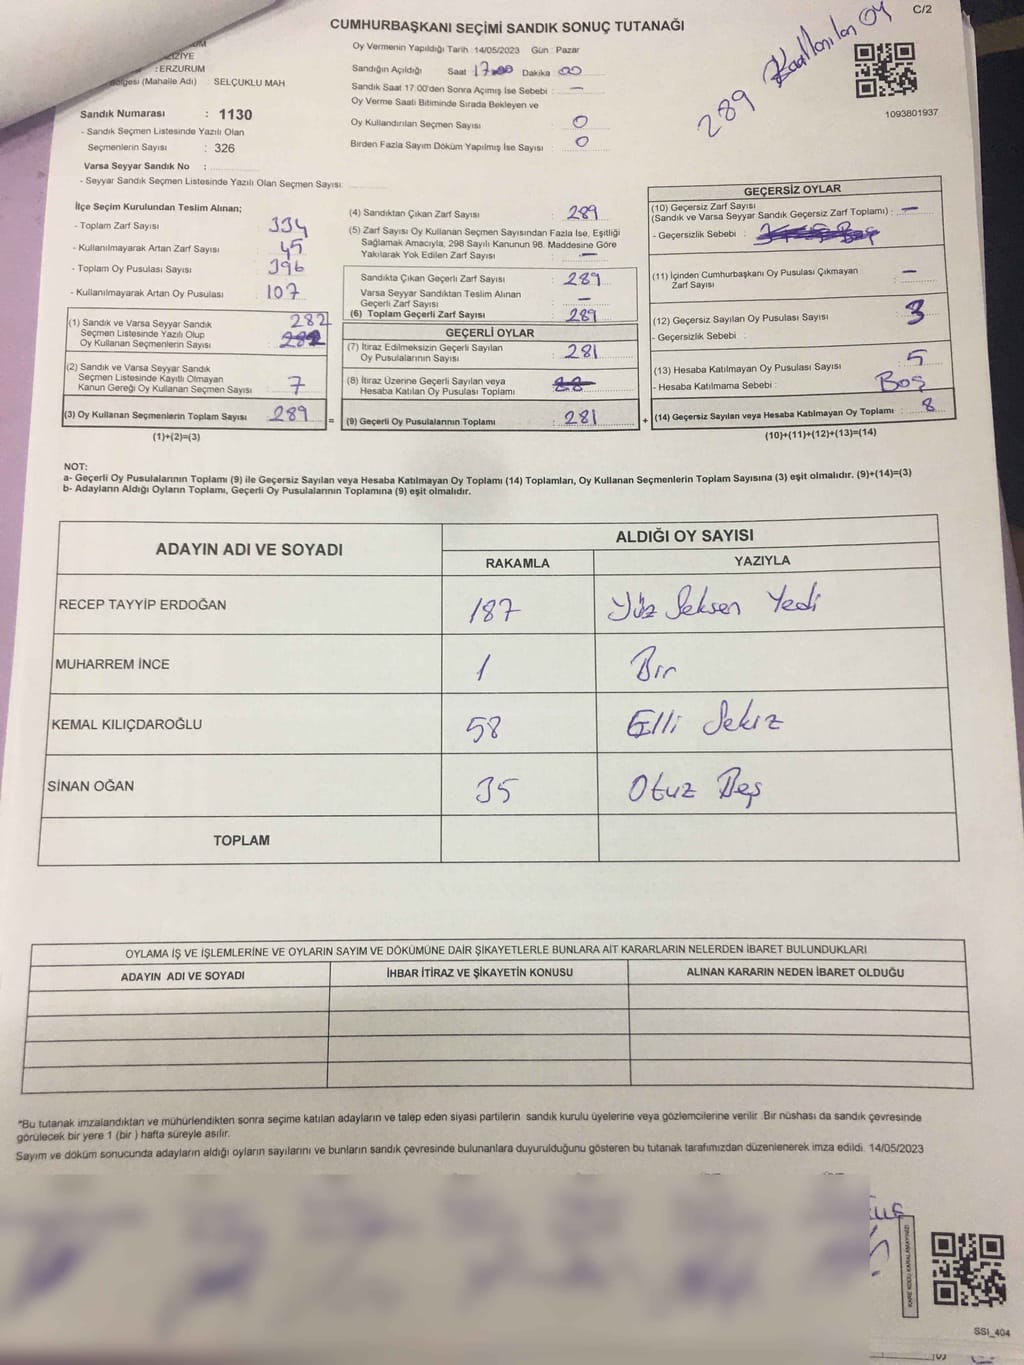 CUMHURBAŞKANI SEÇİMİ SANDIK SONUÇ TUTANAĞI
C/2
Oy Vermenin Yapıldığı Tarih : 14/05/2023 Gün : Pazar
Sandığın Açıldığı Saat 17:00 Dakika 00
Sandık Saat 17:00'den Sonra Açımış İse Sebebi : —
Oy Verme Saati Bitiminde Sırada Bekleyen ve
Oy Kullandırılan Seçmen Sayısı : 0
Birden Fazla Sayım Döküm Yapılmış İse Sayısı : 0
289 Kullanılan Oy
1093801937
: ERZURUM
(Mahalle Adı) : SELÇUKLU MAH
Sandık Numarası : 1130
- Sandık Seçmen Listesinde Yazılı Olan
Seçmenlerin Sayısı : 326
Varsa Seyyar Sandık No :
- Seyyar Sandık Seçmen Listesinde Yazılı Olan Seçmen Sayısı:
İlçe Seçim Kurulundan Teslim Alınan;
- Toplam Zarf Sayısı : 334
- Kullanılmayarak Artan Zarf Sayısı : 45
- Toplam Oy Pusulası Sayısı : 396
- Kullanılmayarak Artan Oy Pusulası : 107
(1) Sandık ve Varsa Seyyar Sandık
Seçmen Listesinde Yazılı Olup
Oy Kullanan Seçmenlerin Sayısı : 282
(2) Sandık ve Varsa Seyyar Sandık
Seçmen Listesinde Kayıtlı Olmayan
Kanun Gereği Oy Kullanan Seçmen Sayısı : 7
(3) Oy Kullanan Seçmenlerin Toplam Sayısı : 289
=
(1)+(2)=(3)
(4) Sandıktan Çıkan Zarf Sayısı : 289
(5) Zarf Sayısı Oy Kullanan Seçmen Sayısından Fazla İse, Eşitliği
Sağlamak Amacıyla, 298 Sayılı Kanunun 98. Maddesine Göre
Yakılarak Yok Edilen Zarf Sayısı : —
Sandıkta Çıkan Geçerli Zarf Sayısı : 289
Varsa Seyyar Sandıktan Teslim Alınan
Geçerli Zarf Sayısı : —
(6) Toplam Geçerli Zarf Sayısı : 289
GEÇERLİ OYLAR
(7) İtiraz Edilmeksizin Geçerli Sayılan
Oy Pusulalarının Sayısı : 281
(8) İtiraz Üzerine Geçerli Sayılan veya
Hesaba Katılan Oy Pusulası Toplamı :
(9) Geçerli Oy Pusulalarının Toplamı : 281
+
GEÇERSİZ OYLAR
(10) Geçersiz Zarf Sayısı
(Sandık ve Varsa Seyyar Sandık Geçersiz Zarf Toplamı) : —
- Geçersizlik Sebebi :
(11) İçinden Cumhurbaşkanı Oy Pusulası Çıkmayan
Zarf Sayısı : —
(12) Geçersiz Sayılan Oy Pusulası Sayısı : 3
- Geçersizlik Sebebi :
(13) Hesaba Katılmayan Oy Pusulası Sayısı : 5
- Hesaba Katılmama Sebebi : Boş
(14) Geçersiz Sayılan veya Hesaba Katılmayan Oy Toplamı : 8
(10)+(11)+(12)+(13)=(14)
NOT:
a- Geçerli Oy Pusulalarının Toplamı (9) ile Geçersiz Sayılan veya Hesaba Katılmayan Oy Toplamı (14) Toplamları, Oy Kullanan Seçmenlerin Toplam Sayısına (3) eşit olmalıdır. (9)+(14)=(3)
b- Adayların Aldığı Oyların Toplamı, Geçerli Oy Pusulalarının Toplamına (9) eşit olmalıdır.
ADAYIN ADI VE SOYADI
ALDIĞI OY SAYISI
RAKAMLA YAZIYLA
RECEP TAYYİP ERDOĞAN 187 Yüz Seksen Yedi
MUHARREM İNCE 1 Bir
KEMAL KILIÇDAROĞLU 58 Elli Sekiz
SİNAN OĞAN 35 Otuz Beş
TOPLAM
OYLAMA İŞ VE İŞLEMLERİNE VE OYLARIN SAYIM VE DÖKÜMÜNE DAİR ŞİKAYETLERLE BUNLARA AİT KARARLARIN NELERDEN İBARET BULUNDUKLARI
ADAYIN ADI VE SOYADI İHBAR İTİRAZ VE ŞİKAYETİN KONUSU ALINAN KARARIN NEDEN İBARET OLDUĞU
*Bu tutanak imzalandıktan ve mühürlendikten sonra seçime katılan adayların ve talep eden siyasi partilerin sandık kurulu üyelerine veya gözlemcilerine verilir. Bir nüshası da sandık çevresinde
görülecek bir yere 1 (bir ) hafta süreyle asılır.
Sayım ve döküm sonucunda adayların aldığı oyların sayılarını ve bunların sandık çevresinde bulunanlara duyurulduğunu gösteren bu tutanak tarafımızdan düzenlenerek imza edildi. 14/05/2023
KARE KODU KARALAMAYINIZ!
SSI_404